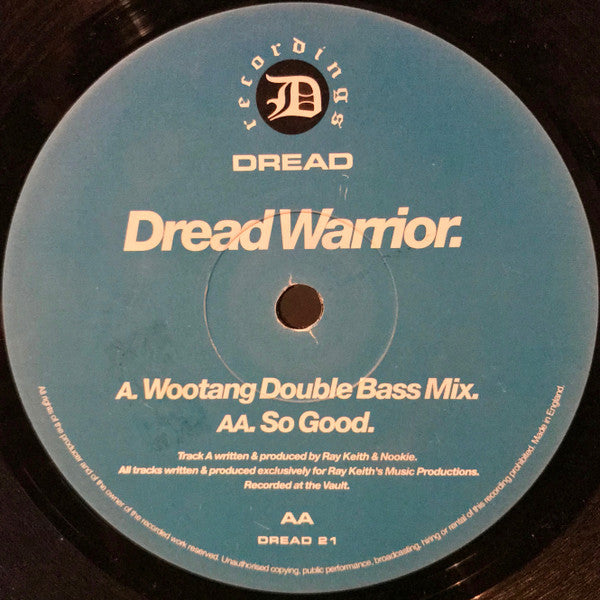 recordings
D
DREAD
Dread Warrior.
A. Wootang Double Bass Mix.
AA. So Good.
Track A written & produced by Ray Keith & Nookie.
All tracks written & produced exclusively for Ray Keith's Music Productions.
Recorded at the Vault.
AA
DREAD 21
All rights of the producer and of the owner of the recorded work reserved. Unauthorised copying, public performance, broadcasting, hiring or rental of this recording prohibited. Made in England.